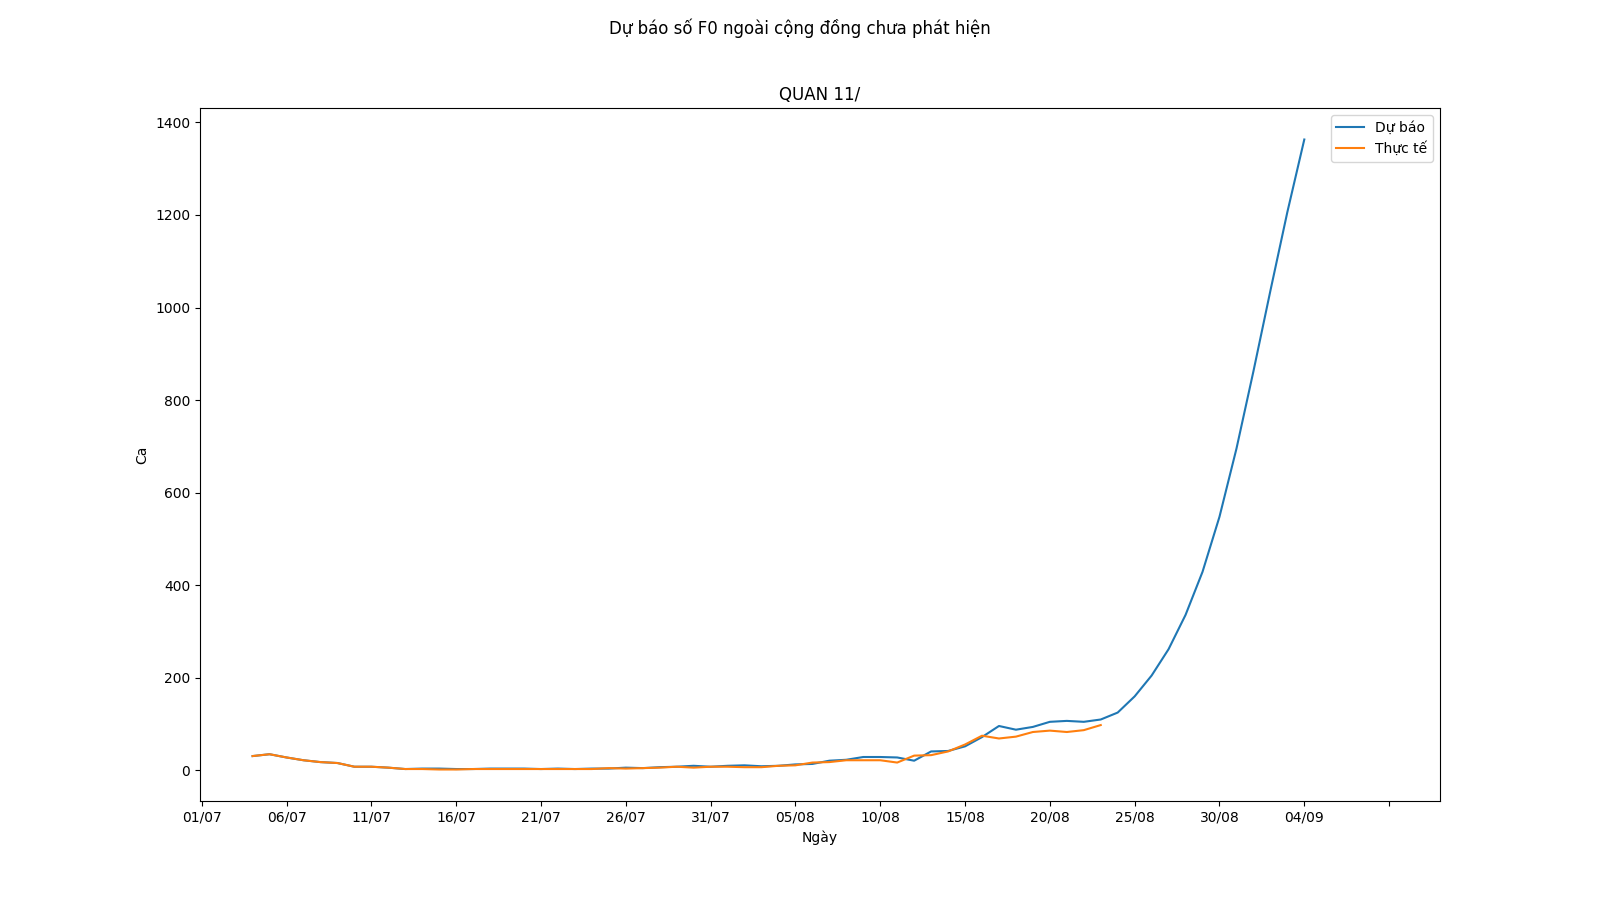 Dự báo số F0 ngoài cộng đồng chưa phát hiện
QUAN 11/
1400
1200
1000
800
600
400
200
0
Ca
Dự báo
Thực tế
01/07 06/07 11/07 16/07 21/07 26/07 31/07 05/08 10/08 15/08 20/08 25/08 30/08 04/09
Ngày